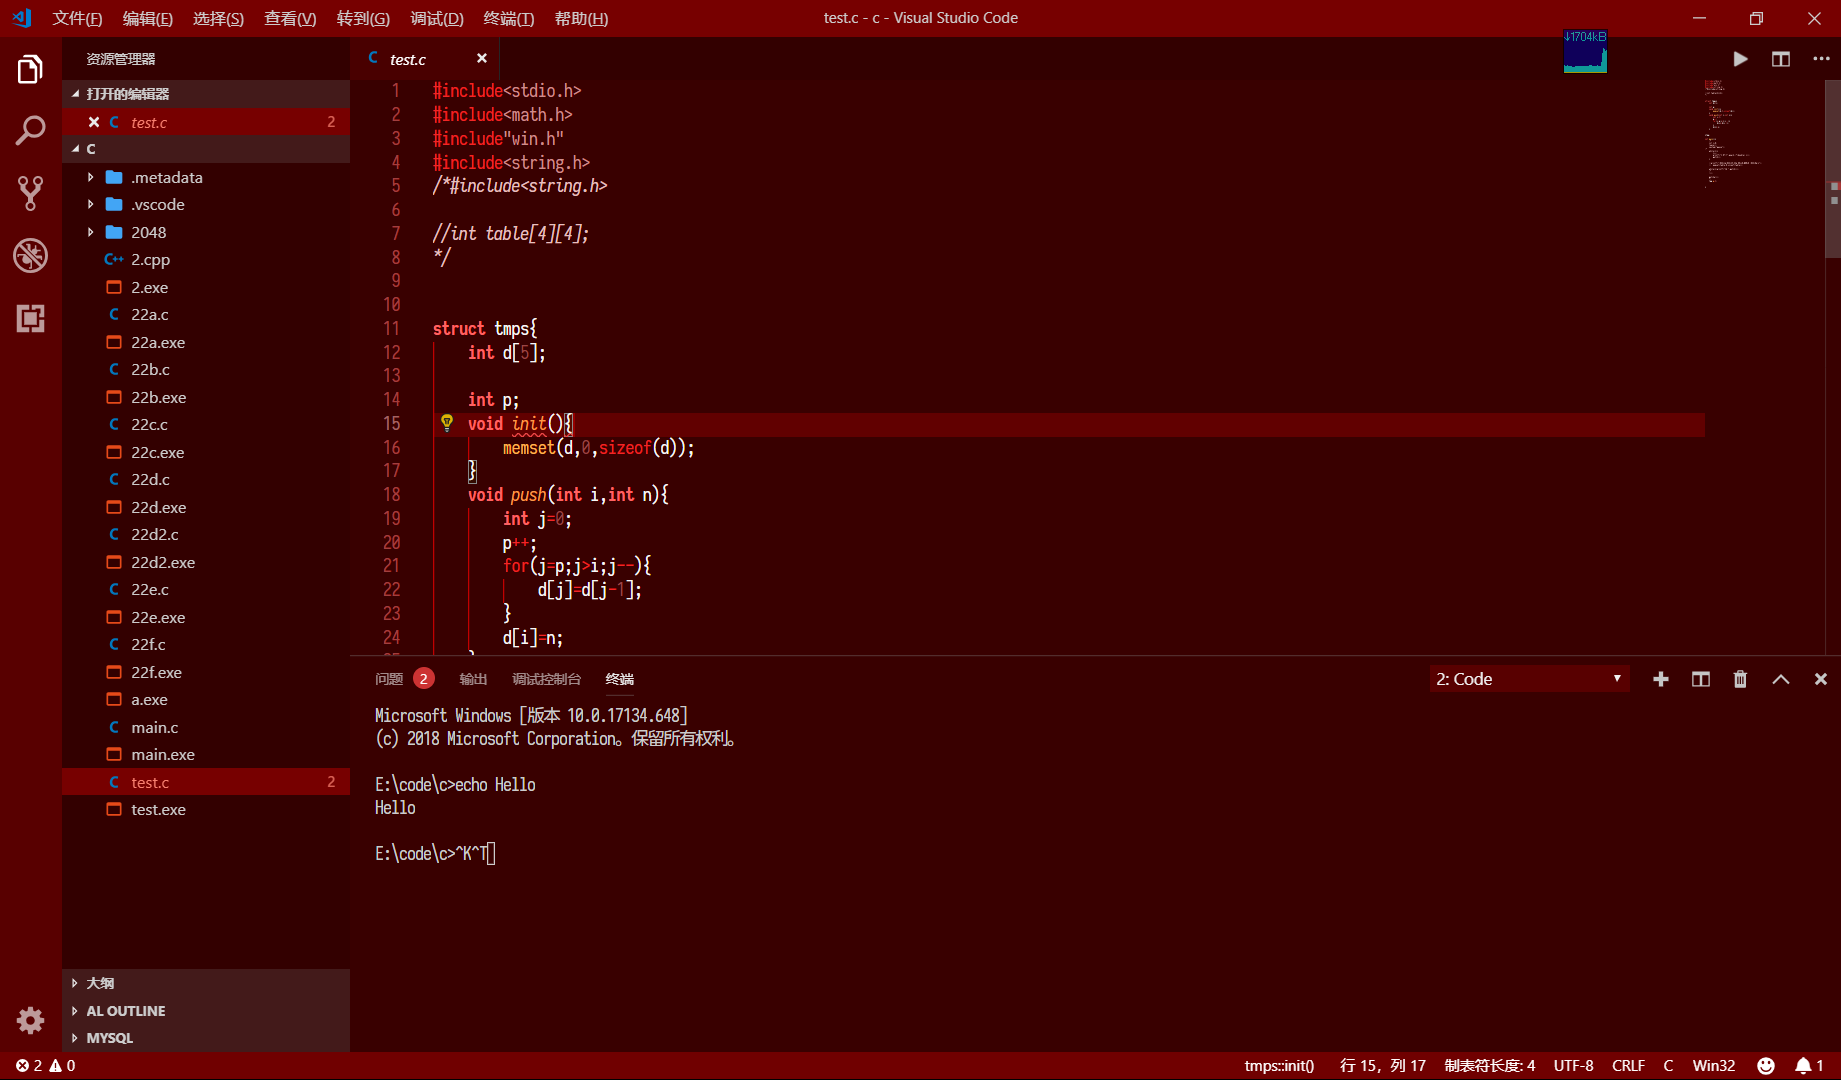 文件(F) 编辑(E) 选择(S) 查看(V) 转到(G) 调试(D) 终端(T) 帮助(H)
test.c - c - Visual Studio Code
↓1704kB
资源管理器
打开的编辑器
test.c 2
C
.metadata
.vscode
2048
2.cpp
2.exe
22a.c
22a.exe
22b.c
22b.exe
22c.c
22c.exe
22d.c
22d.exe
22d2.c
22d2.exe
22e.c
22e.exe
22f.c
22f.exe
a.exe
main.c
main.exe
test.c 2
test.exe
大纲
AL OUTLINE
MYSQL
test.c
1 #include<stdio.h>
2 #include<math.h>
3 #include"win.h"
4 #include<string.h>
5 /*#include<string.h>
6
7 //int table[4][4];
8 */
9
10
11 struct tmps{
12 int d[5];
13
14 int p;
15 void init(){
16 memset(d,0,sizeof(d));
17 }
18 void push(int i,int n){
19 int j=0;
20 p++;
21 for(j=p;j>i;j--){
22 d[j]=d[j-1];
23 }
24 d[i]=n;
问题 2 输出 调试控制台 终端
2: Code
Microsoft Windows [版本 10.0.17134.648]
(c) 2018 Microsoft Corporation。保留所有权利。
E:\code\c>echo Hello
Hello
E:\code\c>^K^T
2 0
tmps::init() 行 15，列 17 制表符长度: 4 UTF-8 CRLF C Win32 1